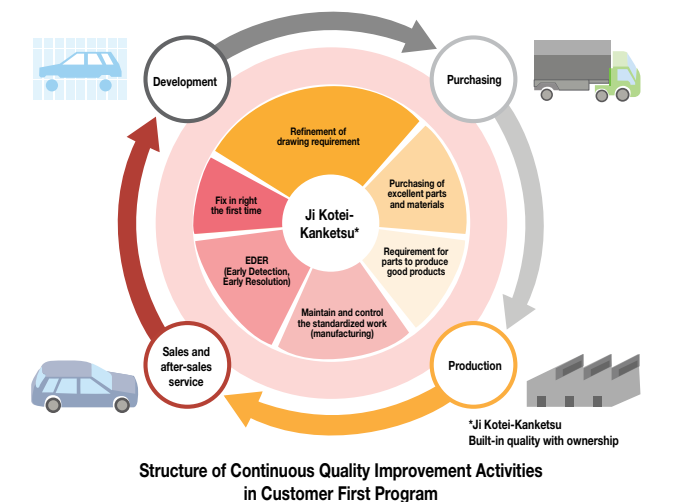 Development
Purchasing
Refinement of
drawing requirement
Purchasing of
excellent parts
and materials
Fix in right
the first time
Ji Kotei-
Kanketsu*
Requirement for
parts to produce
good products
EDER
(Early Detection,
Early Resolution)
Maintain and control
the standardized work
(manufacturing)
Sales and
after-sales
service
Production
*Ji Kotei-Kanketsu
Built-in quality with ownership
Structure of Continuous Quality Improvement Activities
in Customer First Program